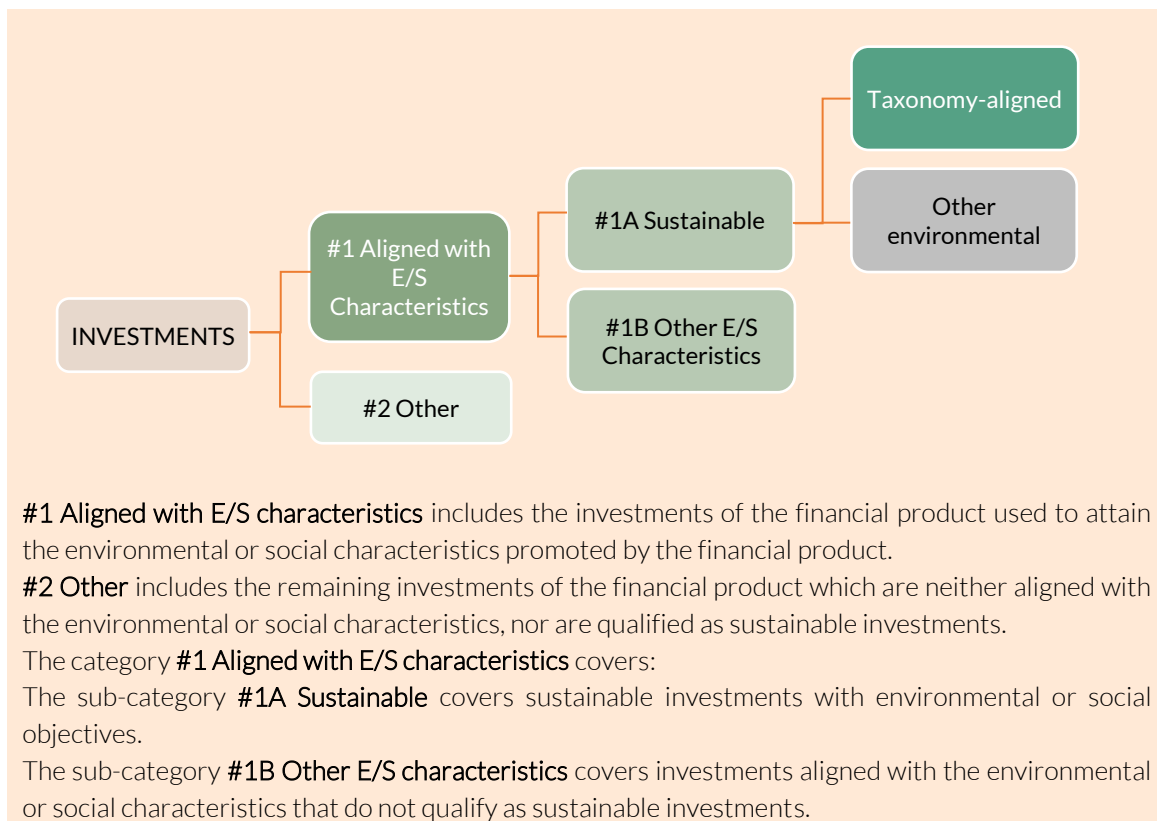 Taxonomy-aligned
#1A Sustainable
Other
environmental
#1 Aligned with
E/S
Characteristics
INVESTMENTS
#1B Other E/S
Characteristics
#2 Other
#1 Aligned with E/S characteristics includes the investments of the financial product used to attain
the environmental or social characteristics promoted by the financial product.
#2 Other includes the remaining investments of the financial product which are neither aligned with
the environmental or social characteristics, nor are qualified as sustainable investments.
The category #1 Aligned with E/S characteristics covers:
The sub-category #1A Sustainable covers sustainable investments with environmental or social
objectives.
The sub-category #1B Other E/S characteristics covers investments aligned with the environmental
or social characteristics that do not qualify as sustainable investments.